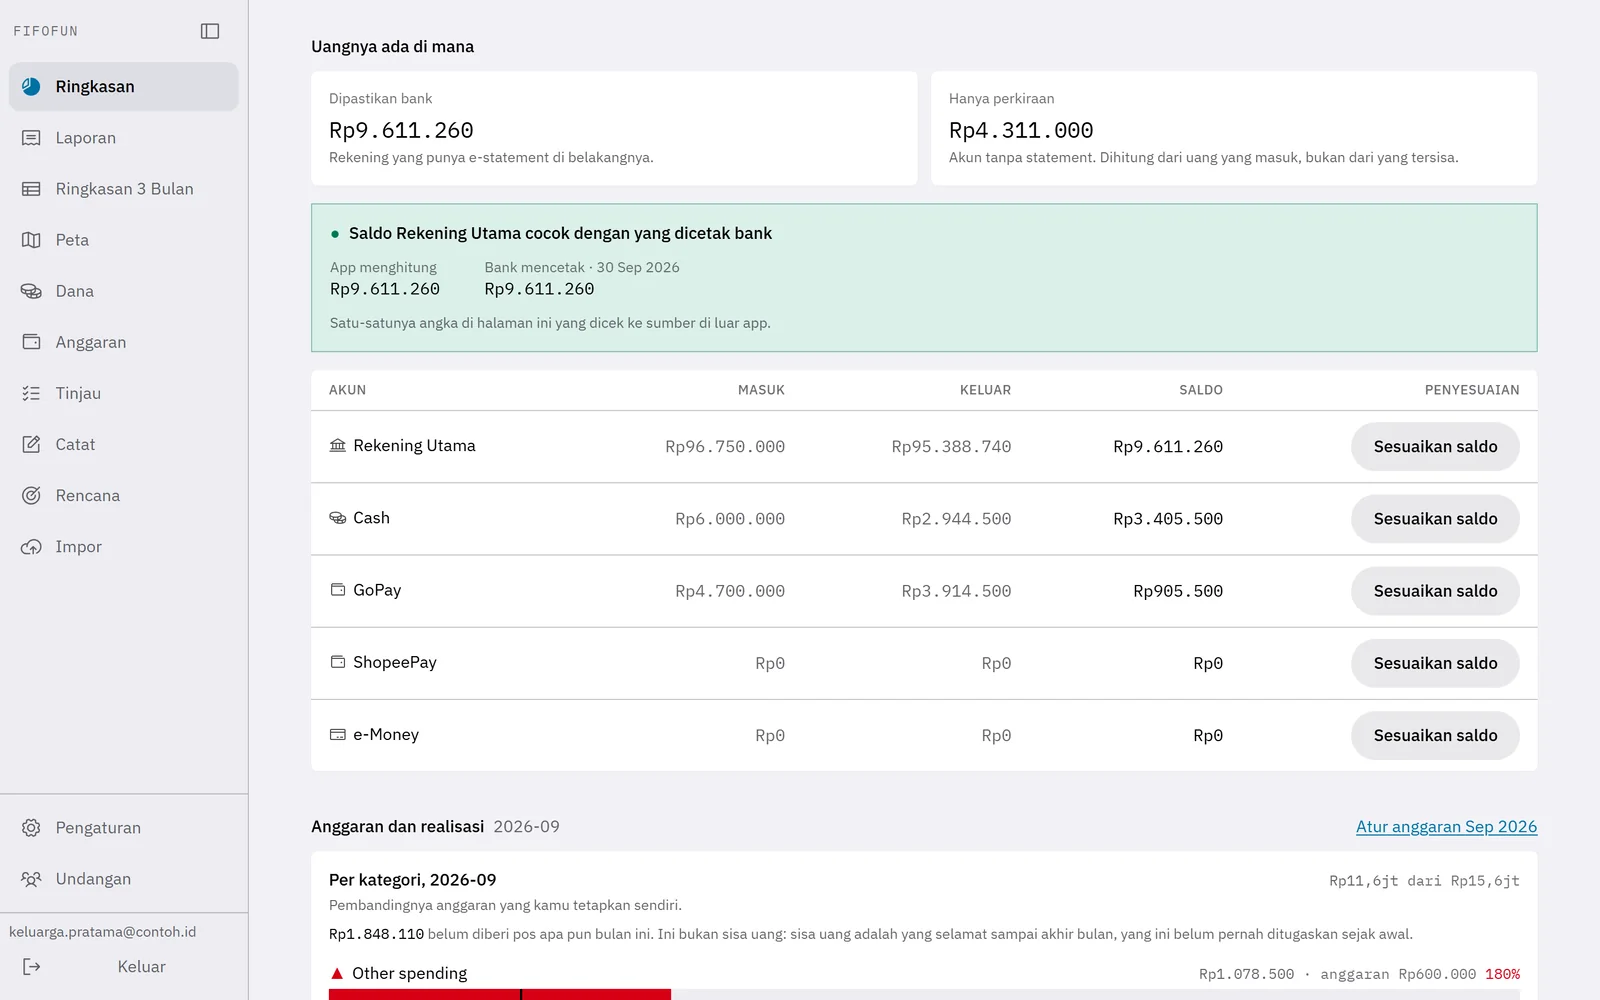 FIFOFUN
Ringkasan
Laporan
Ringkasan 3 Bulan
Peta
Dana
Anggaran
Tinjau
Catat
Rencana
Impor
Pengaturan
Undangan
keluarga.pratama@contoh.id
Keluar
Uangnya ada di mana
Dipastikan bank
Rp9.611.260
Rekening yang punya e-statement di belakangnya.
Hanya perkiraan
Rp4.311.000
Akun tanpa statement. Dihitung dari uang yang masuk, bukan dari yang tersisa.
Saldo Rekening Utama cocok dengan yang dicetak bank
App menghitung Bank mencetak · 30 Sep 2026
Rp9.611.260 Rp9.611.260
Satu-satunya angka di halaman ini yang dicek ke sumber di luar app.
AKUN MASUK KELUAR SALDO PENYESUAIAN
Rekening Utama Rp96.750.000 Rp95.388.740 Rp9.611.260 Sesuaikan saldo
Cash Rp6.000.000 Rp2.944.500 Rp3.405.500 Sesuaikan saldo
GoPay Rp4.700.000 Rp3.914.500 Rp905.500 Sesuaikan saldo
ShopeePay Rp0 Rp0 Rp0 Sesuaikan saldo
e-Money Rp0 Rp0 Rp0 Sesuaikan saldo
Anggaran dan realisasi 2026-09 Atur anggaran Sep 2026
Per kategori, 2026-09 Rp11,6jt dari Rp15,6jt
Pembandingnya anggaran yang kamu tetapkan sendiri.
Rp1.848.110 belum diberi pos apa pun bulan ini. Ini bukan sisa uang: sisa uang adalah yang selamat sampai akhir bulan, yang ini belum pernah ditugaskan sejak awal.
Other spending Rp1.078.500 · anggaran Rp600.000 180%